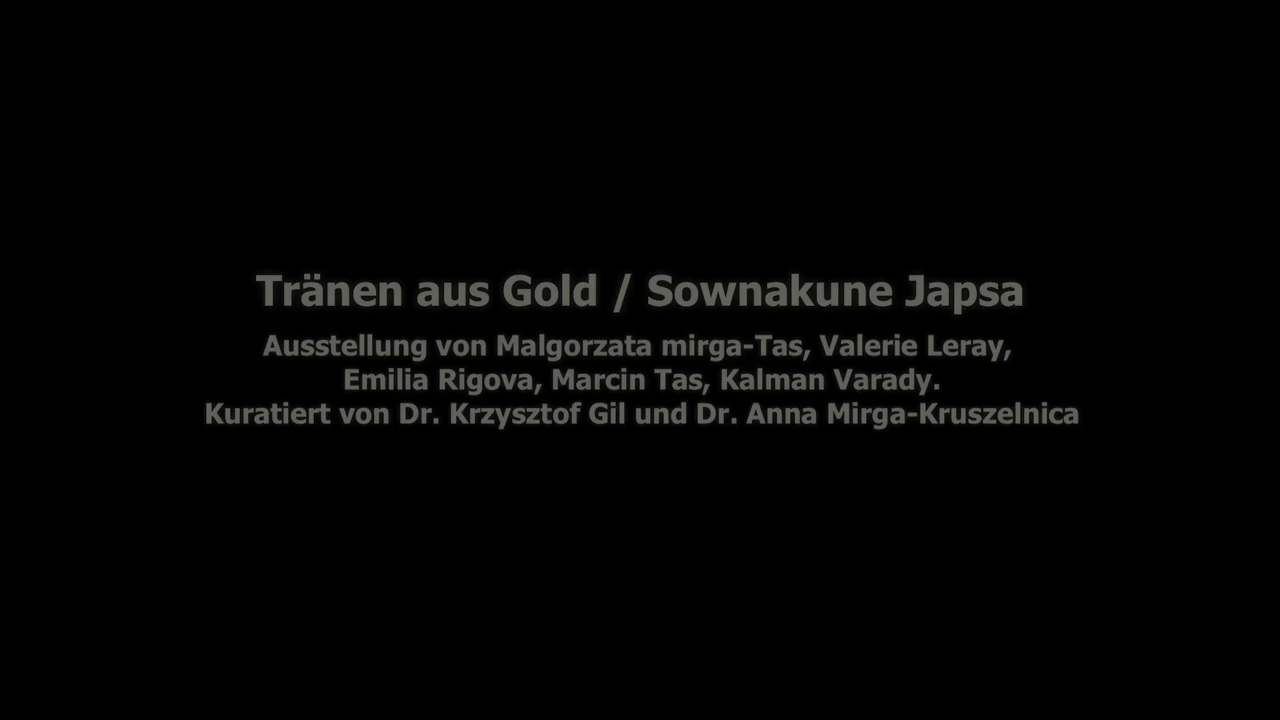 Tränen aus Gold / Sownakune Japsa
Ausstellung von Malgorzata mirga-Tas, Valerie Leray,
Emilia Rigova, Marcin Tas, Kalman Varady.
Kuratiert von Dr. Krzysztof Gil und Dr. Anna Mirga-Kruszelnica